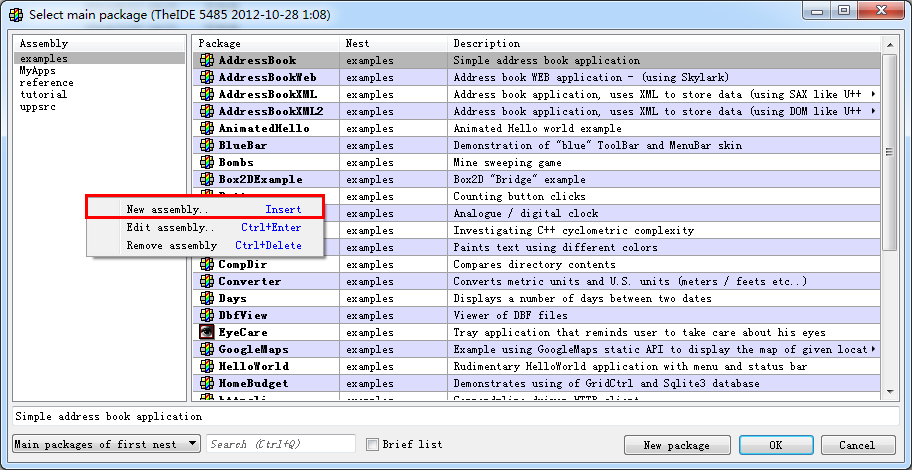 Select main package (TheIDE 5485 2012-10-28 1:08)
Assembly
examples
MyApps
reference
tutorial
uppsrc
Package Nest Description
AddressBook examples Simple address book application
AddressBookWeb examples Address book WEB application - (using Skylark)
AddressBookXML examples Address book application, uses XML to store data (using SAX like U++
AddressBookXML2 examples Address book application, uses XML to store data (using DOM like U++
AnimatedHello examples Animated Hello world example
BlueBar examples Demonstration of "blue" ToolBar and MenuBar skin
Bombs examples Mine sweeping game
Box2DExample examples Box2D "Bridge" example
examples Counting button clicks
examples Analogue / digital clock
examples Investigating C++ cyclometric complexity
examples Paints text using different colors
CompDir examples Compares directory contents
Converter examples Converts metric units and U.S. units (meters / feets etc..)
Days examples Displays a number of days between two dates
DbfView examples Viewer of DBF files
EyeCare examples Tray application that reminds user to take care about his eyes
GoogleMaps examples Example using GoogleMaps static API to display the map of given locat
HelloWorld examples Rudimentary HelloWorld application with menu and status bar
HomeBudget examples Demonstrates using of GridCtrl and Sqlite3 database
New assembly.. Insert
Edit assembly.. Ctrl+Enter
Remove assembly Ctrl+Delete
Simple address book application
Main packages of first nest Search (Ctrl+Q) Brief list New package OK Cancel